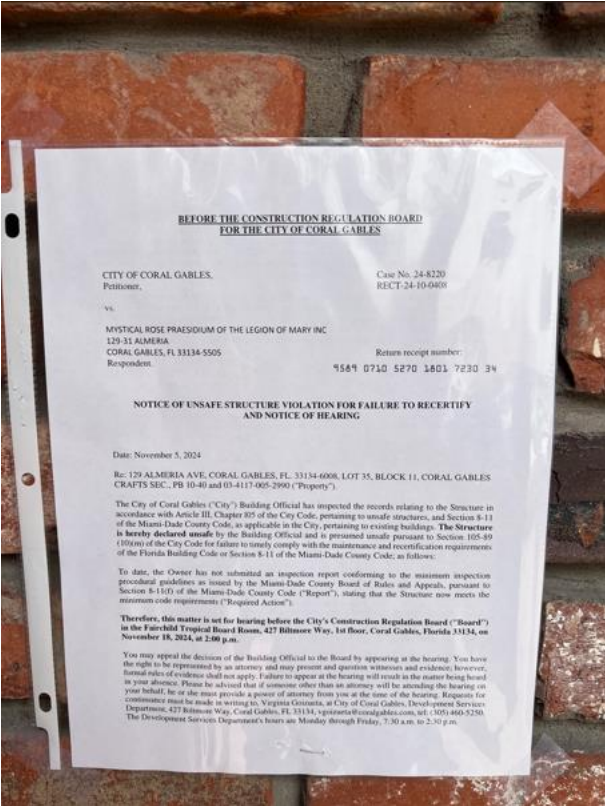 BEFORE THE CONSTRUCTION REGULATION BOARD
FOR THE CITY OF CORAL GABLES
CITY OF CORAL GABLES,
Petitioner,
Case No. 24-8220
RECT-24-10-0408
vs.
MYSTICAL ROSE PRAESIDIUM OF THE LEGION OF MARY INC
129-31 ALMERIA
CORAL GABLES, FL 33134-5505
Respondent.
Return receipt number:
9589 0710 5270 1801 7230 34
NOTICE OF UNSAFE STRUCTURE VIOLATION FOR FAILURE TO RECERTIFY
AND NOTICE OF HEARING
Date: November 5, 2024
Re: 129 ALMERIA AVE, CORAL GABLES, FL. 33134-6008, LOT 35, BLOCK 11, CORAL GABLES
CRAFTS SEC., PB 10-40 and 03-4117-005-2990 ("Property").
The City of Coral Gables ("City") Building Official has inspected the records relating to the Structure in
accordance with Article III, Chapter 105 of the City Code, pertaining to unsafe structures, and Section 8-11
of the Miami-Dade County Code, as applicable in the City, pertaining to existing buildings. The Structure
is hereby declared unsafe by the Building Official and is presumed unsafe pursuant to Section 105-89
(10)(m) of the City Code for failure to timely comply with the maintenance and recertification requirements
of the Florida Building Code or Section 8-11 of the Miami-Dade County Code; as follows:
To date, the Owner has not submitted an inspection report conforming to the minimum inspection
procedural guidelines as issued by the Miami-Dade County Board of Rules and Appeals, pursuant to
Section 8-11(f) of the Miami-Dade County Code ("Report"), stating that the Structure now meets the
minimum code requirements ("Required Action").
Therefore, this matter is set for hearing before the City's Construction Regulation Board ("Board")
in the Fairchild Tropical Board Room, 427 Biltmore Way, 1st floor, Coral Gables, Florida 33134, on
November 18, 2024, at 2:00 p.m.
You may appeal the decision of the Building Official to the Board by appearing at the hearing. You have
the right to be represented by an attorney and may present and question witnesses and evidence; however,
formal rules of evidence shall not apply. Failure to appear at the hearing will result in the matter being heard
in your absence. Please be advised that if someone other than an attorney will be attending the hearing on
your behalf, he or she must provide a power of attorney from you at the time of the hearing. Requests for
continuance must be made in writing to, Virginia Goizueta, at City of Coral Gables, Development Services
Department, 427 Biltmore Way, Coral Gables, FL 33134, vgoizueta@coralgables.com, tel: (305) 460-5250.
The Development Services Department's hours are Monday through Friday, 7:30 a.m. to 2:30 p.m.